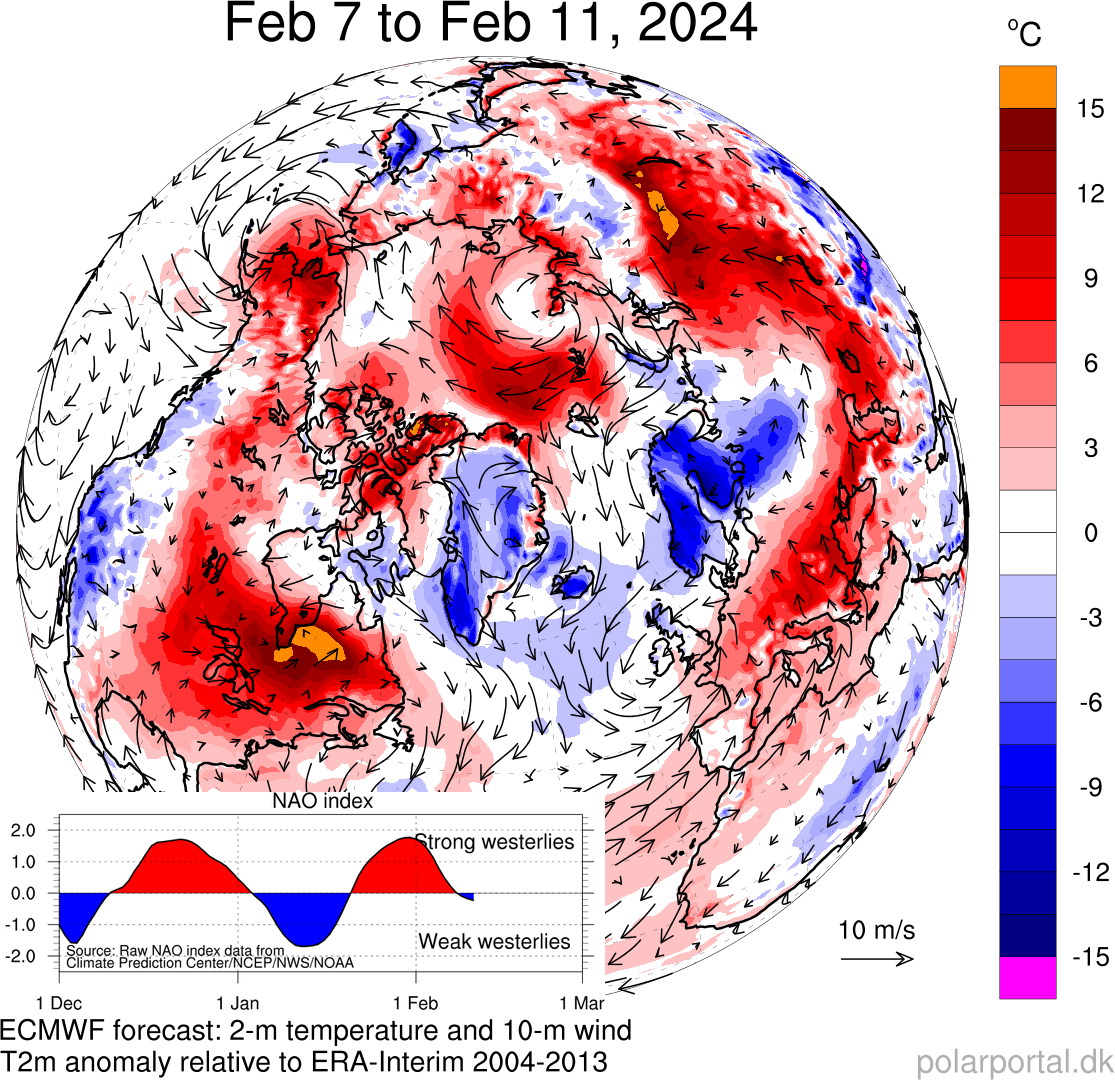 Feb 7 to Feb 11, 2024
°C
15
12
9
6
3
0
-3
-6
-9
-12
-15
10 m/s
NAO index
2.0
1.0
0.0
-1.0
-2.0
Strong westerlies
Weak westerlies
Source: Raw NAO index data from
Climate Prediction Center/NCEP/NWS/NOAA
1 Dec
1 Jan
1 Feb
1 Mar
ECMWF forecast: 2-m temperature and 10-m wind
T2m anomaly relative to ERA-Interim 2004-2013
polarportal.dk